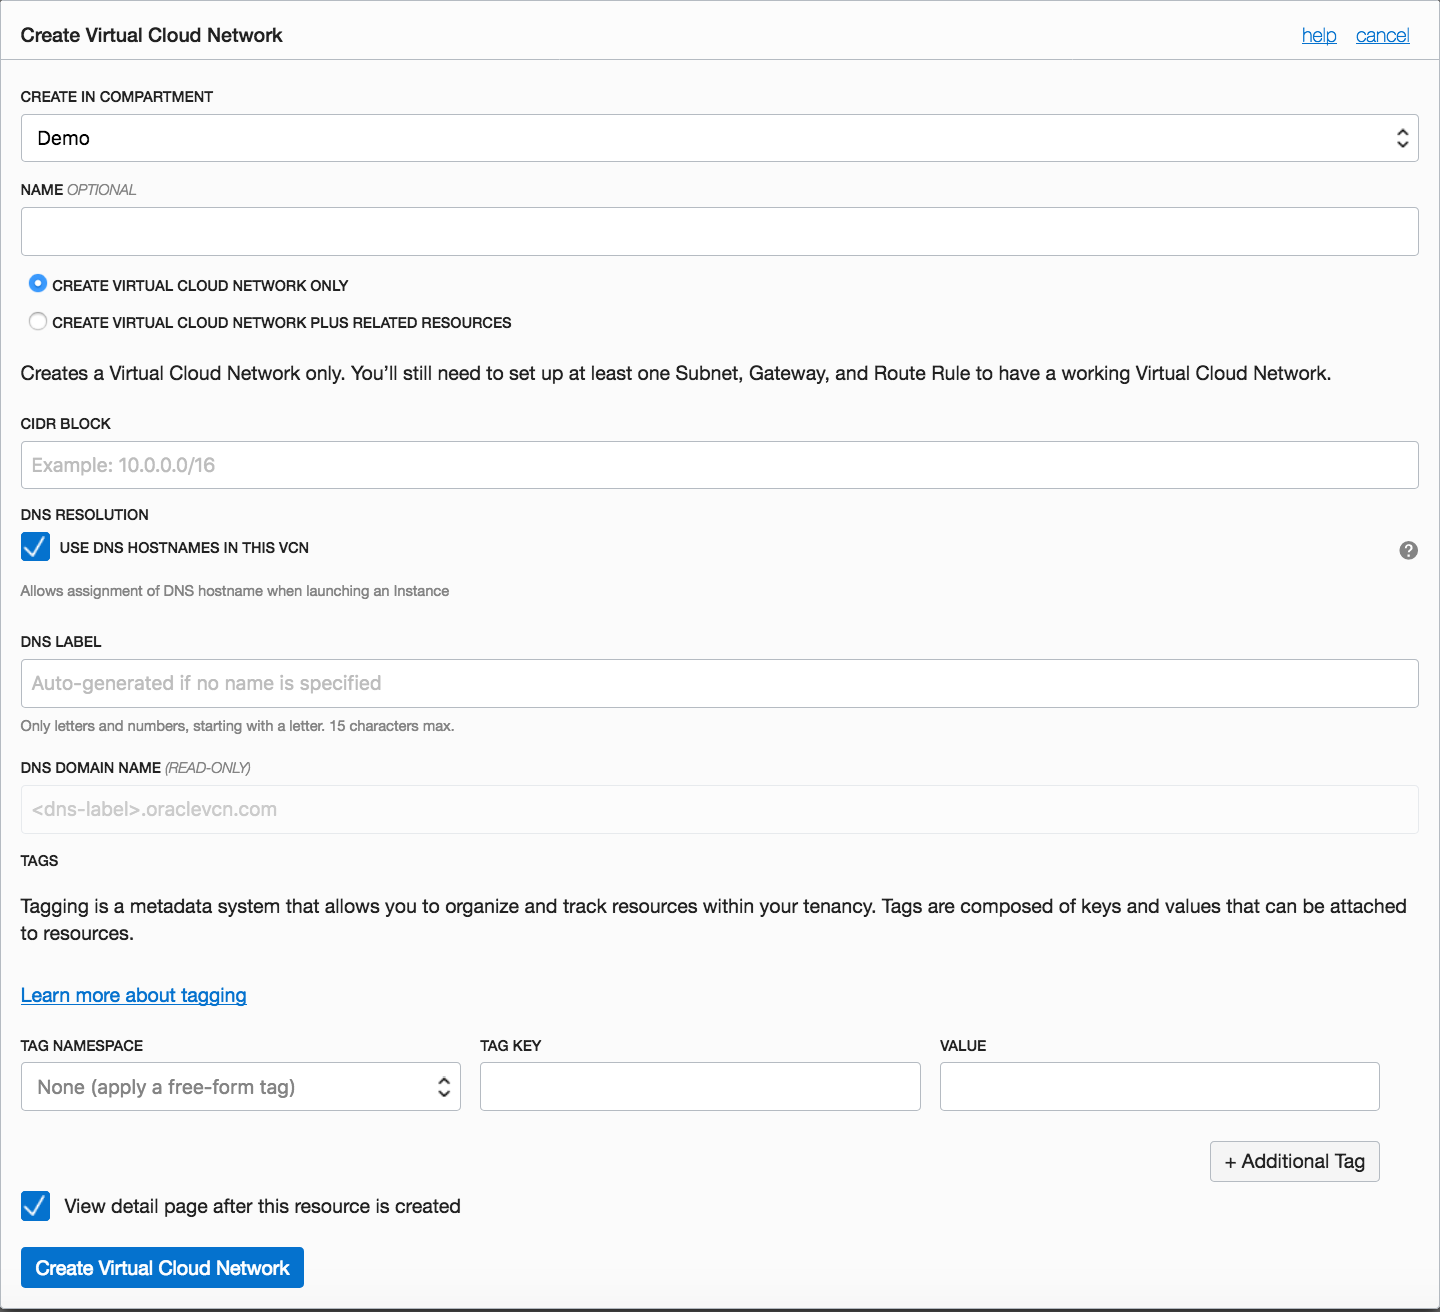 Create Virtual Cloud Network
help cancel
CREATE IN COMPARTMENT
Demo
NAME OPTIONAL
CREATE VIRTUAL CLOUD NETWORK ONLY
CREATE VIRTUAL CLOUD NETWORK PLUS RELATED RESOURCES
Creates a Virtual Cloud Network only. You’ll still need to set up at least one Subnet, Gateway, and Route Rule to have a working Virtual Cloud Network.
CIDR BLOCK
Example: 10.0.0.0/16
DNS RESOLUTION
USE DNS HOSTNAMES IN THIS VCN
?
Allows assignment of DNS hostname when launching an Instance
DNS LABEL
Auto-generated if no name is specified
Only letters and numbers, starting with a letter. 15 characters max.
DNS DOMAIN NAME (READ-ONLY)
<dns-label>.oraclevcn.com
TAGS
Tagging is a metadata system that allows you to organize and track resources within your tenancy. Tags are composed of keys and values that can be attached
to resources.
Learn more about tagging
TAG NAMESPACE TAG KEY VALUE
None (apply a free-form tag)
+ Additional Tag
View detail page after this resource is created
Create Virtual Cloud Network